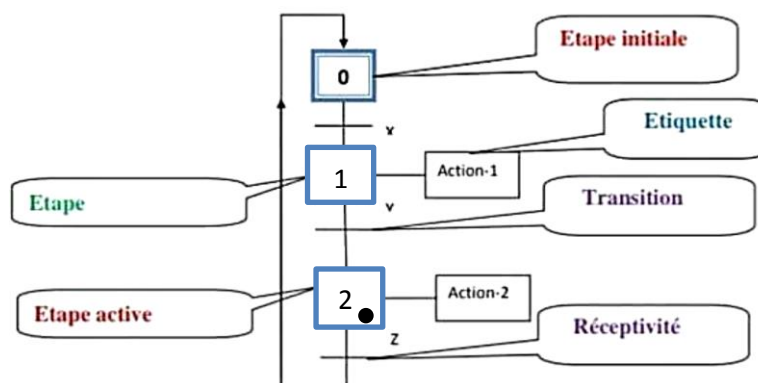 Etape initiale
0
X
Etiquette
1
Action-1
Etape
Y
Transition
2
Action-2
Etape active
Z
Réceptivité